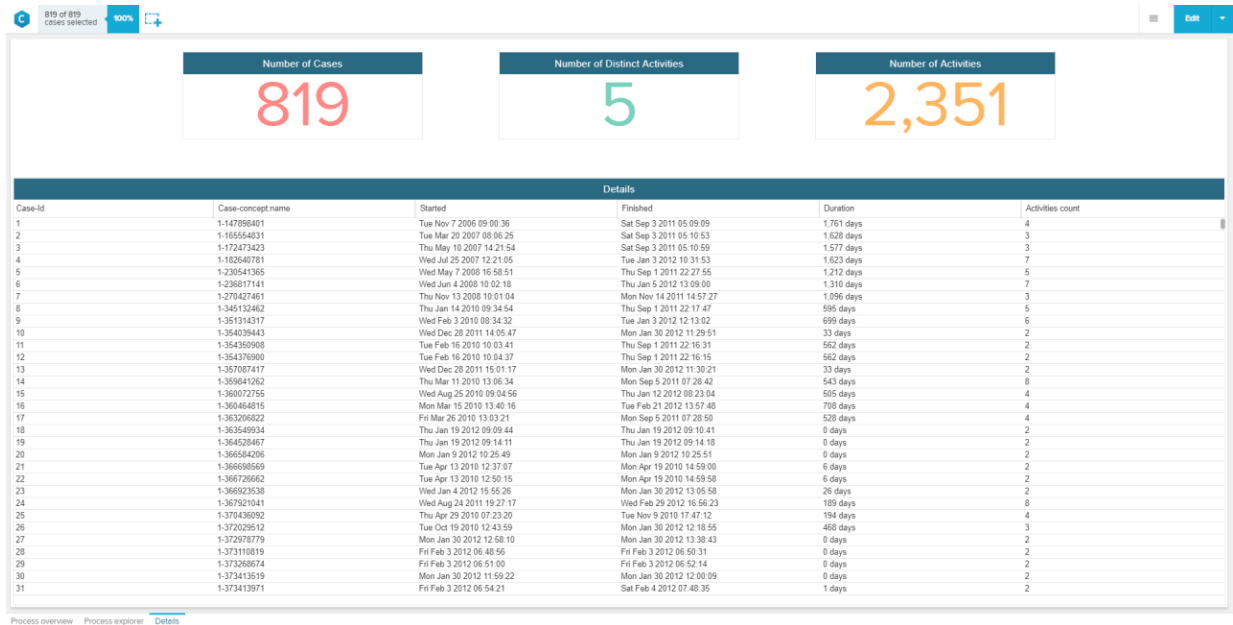 C 819 of 819 cases selected 100% Edit
Number of Cases Number of Distinct Activities Number of Activities
819 5 2,351
Details
Case-Id Case-concept:name Started Finished Duration Activities count
1 1-147898401 Tue Nov 7 2006 09:00:36 Sat Sep 3 2011 05:09:09 1,761 days 4
2 1-165554831 Tue Mar 20 2007 08:06:25 Sat Sep 3 2011 05:10:53 1,628 days 3
3 1-172473423 Thu May 10 2007 14:21:54 Sat Sep 3 2011 05:10:59 1,577 days 3
4 1-182640781 Wed Jul 25 2007 12:21:05 Tue Jan 3 2012 10:31:53 1,623 days 7
5 1-230541365 Wed May 7 2008 16:58:51 Thu Sep 1 2011 22:27:55 1,212 days 5
6 1-236817141 Wed Jun 4 2008 10:02:18 Thu Jan 5 2012 13:09:00 1,310 days 7
7 1-270427461 Thu Nov 13 2008 10:01:04 Mon Nov 14 2011 14:57:27 1,096 days 3
8 1-345132462 Thu Jan 14 2010 09:34:54 Thu Sep 1 2011 22:17:47 595 days 5
9 1-351314317 Wed Feb 3 2010 08:34:32 Tue Jan 3 2012 12:13:02 699 days 6
10 1-354039443 Wed Dec 28 2011 14:05:47 Mon Jan 30 2012 11:29:51 33 days 2
11 1-354350908 Tue Feb 16 2010 10:03:41 Thu Sep 1 2011 22:16:31 562 days 2
12 1-354376900 Tue Feb 16 2010 10:04:37 Thu Sep 1 2011 22:16:15 562 days 2
13 1-357087417 Wed Dec 28 2011 15:01:17 Mon Jan 30 2012 11:30:21 33 days 2
14 1-359841262 Thu Mar 11 2010 13:06:34 Mon Sep 5 2011 07:28:42 543 days 8
15 1-360072755 Wed Aug 25 2010 09:04:56 Thu Jan 12 2012 08:23:04 505 days 4
16 1-360464815 Mon Mar 15 2010 13:40:16 Tue Feb 21 2012 13:57:48 708 days 4
17 1-363206822 Fri Mar 26 2010 13:03:21 Mon Sep 5 2011 07:28:50 528 days 4
18 1-363549934 Thu Jan 19 2012 09:09:44 Thu Jan 19 2012 09:10:41 0 days 2
19 1-364528467 Thu Jan 19 2012 09:14:11 Thu Jan 19 2012 09:14:18 0 days 2
20 1-366584206 Mon Jan 9 2012 10:25:49 Mon Jan 9 2012 10:25:51 0 days 2
21 1-366698569 Tue Apr 13 2010 12:37:07 Mon Apr 19 2010 14:59:00 6 days 2
22 1-366726662 Tue Apr 13 2010 12:50:15 Mon Apr 19 2010 14:59:58 6 days 2
23 1-366923538 Wed Jan 4 2012 15:55:26 Mon Jan 30 2012 13:05:58 26 days 2
24 1-367921041 Wed Aug 24 2011 19:27:17 Wed Feb 29 2012 16:56:23 189 days 8
25 1-370436092 Thu Apr 29 2010 07:23:20 Tue Nov 9 2010 17:47:12 194 days 4
26 1-372029512 Tue Oct 19 2010 12:43:59 Mon Jan 30 2012 12:18:55 468 days 3
27 1-372978779 Mon Jan 30 2012 12:58:10 Mon Jan 30 2012 13:38:43 0 days 2
28 1-373110819 Fri Feb 3 2012 06:48:56 Fri Feb 3 2012 06:50:31 0 days 2
29 1-373268674 Fri Feb 3 2012 06:51:00 Fri Feb 3 2012 06:52:14 0 days 2
30 1-373413519 Mon Jan 30 2012 11:59:22 Mon Jan 30 2012 12:00:09 0 days 2
31 1-373413971 Fri Feb 3 2012 06:54:21 Sat Feb 4 2012 07:48:35 1 days 2
Process overview Process explorer Details